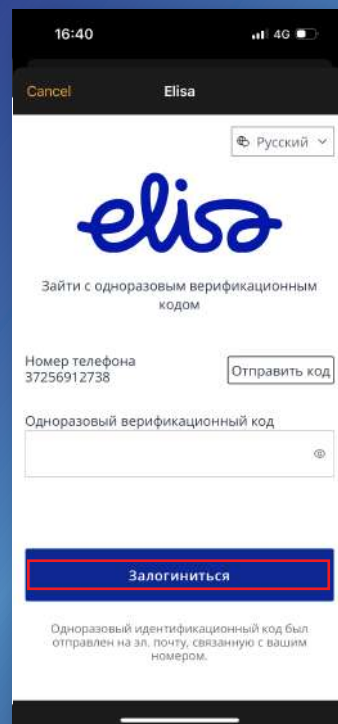 16:40
4G
Cancel
Elisa
Русский
elisa
Зайти с одноразовым верификационным
кодом
Номер телефона
37256912738
Отправить код
Одноразовый верификационный код
Залогиниться
Одноразовый идентификационный код был
отправлен на эл. почту, связанную с вашим
номером.